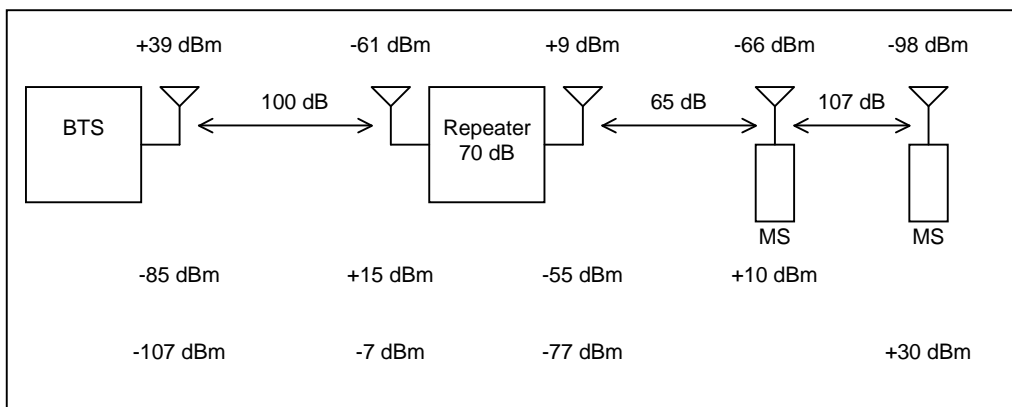 +39 dBm -61 dBm +9 dBm -66 dBm -98 dBm
100 dB 65 dB 107 dB
BTS Repeater
70 dB
MS MS
-85 dBm +15 dBm -55 dBm +10 dBm
-107 dBm -7 dBm -77 dBm +30 dBm